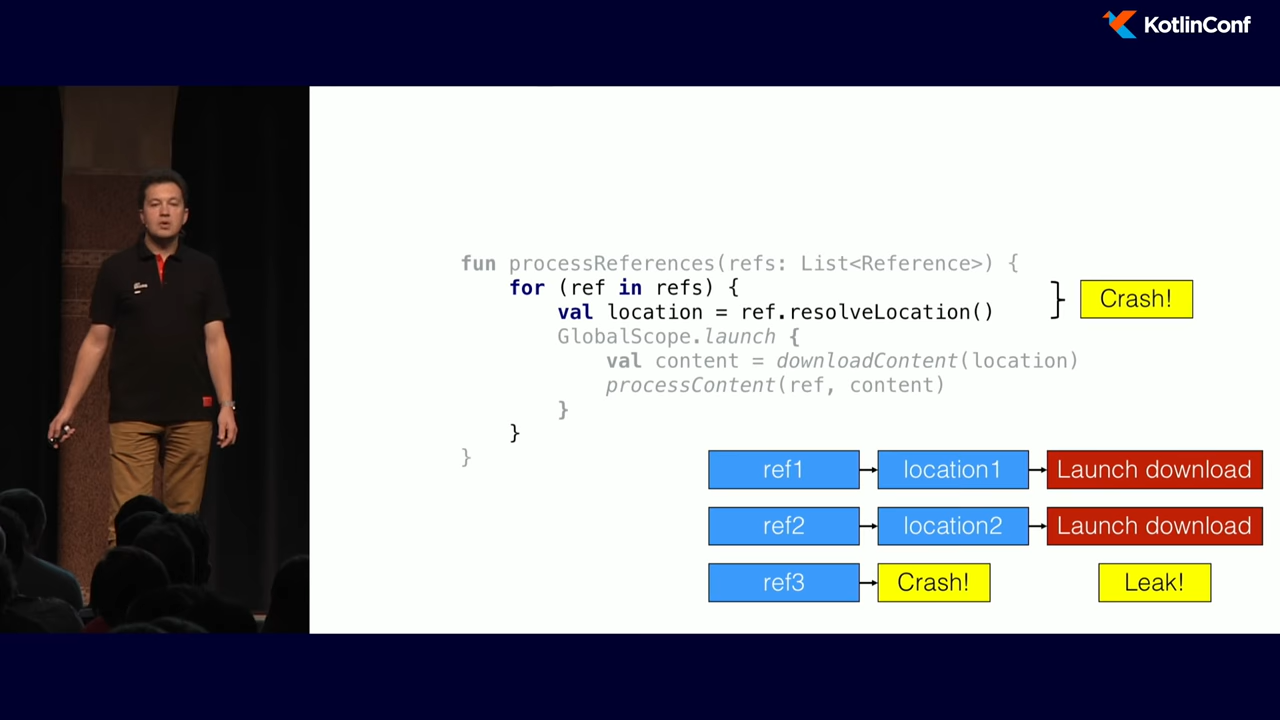 KotlinConf
fun processReferences(refs: List<Reference>) {
for (ref in refs) {
val location = ref.resolveLocation()
GlobalScope.launch {
val content = downloadContent(location)
processContent(ref, content)
}
}
}
Crash!
ref1 location1 Launch download
ref2 location2 Launch download
ref3 Crash! Leak!